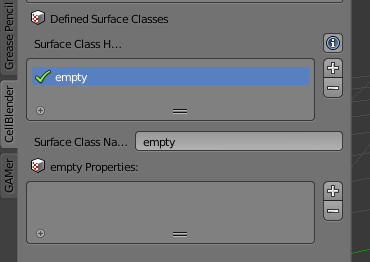 Grease Pencil
CellBlender
GAMer
Defined Surface Classes
Surface Class H...
empty
Surface Class Na...
empty
empty Properties: